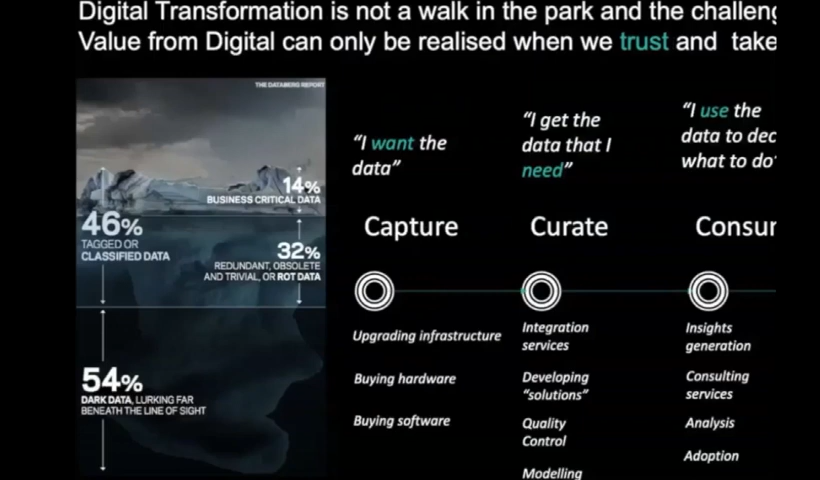 Digital Transformation is not a walk in the park and the challeng
Value from Digital can only be realised when we trust and take
THE DATABERG REPORT
14%
BUSINESS CRITICAL DATA
46%
TAGGED OR
CLASSIFIED DATA
32%
REDUNDANT, OBSOLETE
AND TRIVIAL, OR ROT DATA
54%
DARK DATA, LURKING FAR
BENEATH THE LINE OF SIGHT
“I want the
data”
“I get the
data that I
need”
“I use the
data to dec
what to do
Capture
Curate
Consum
Upgrading infrastructure
Buying hardware
Buying software
Integration
services
Developing
“solutions”
Quality
Control
Modelling
Insights
generation
Consulting
services
Analysis
Adoption